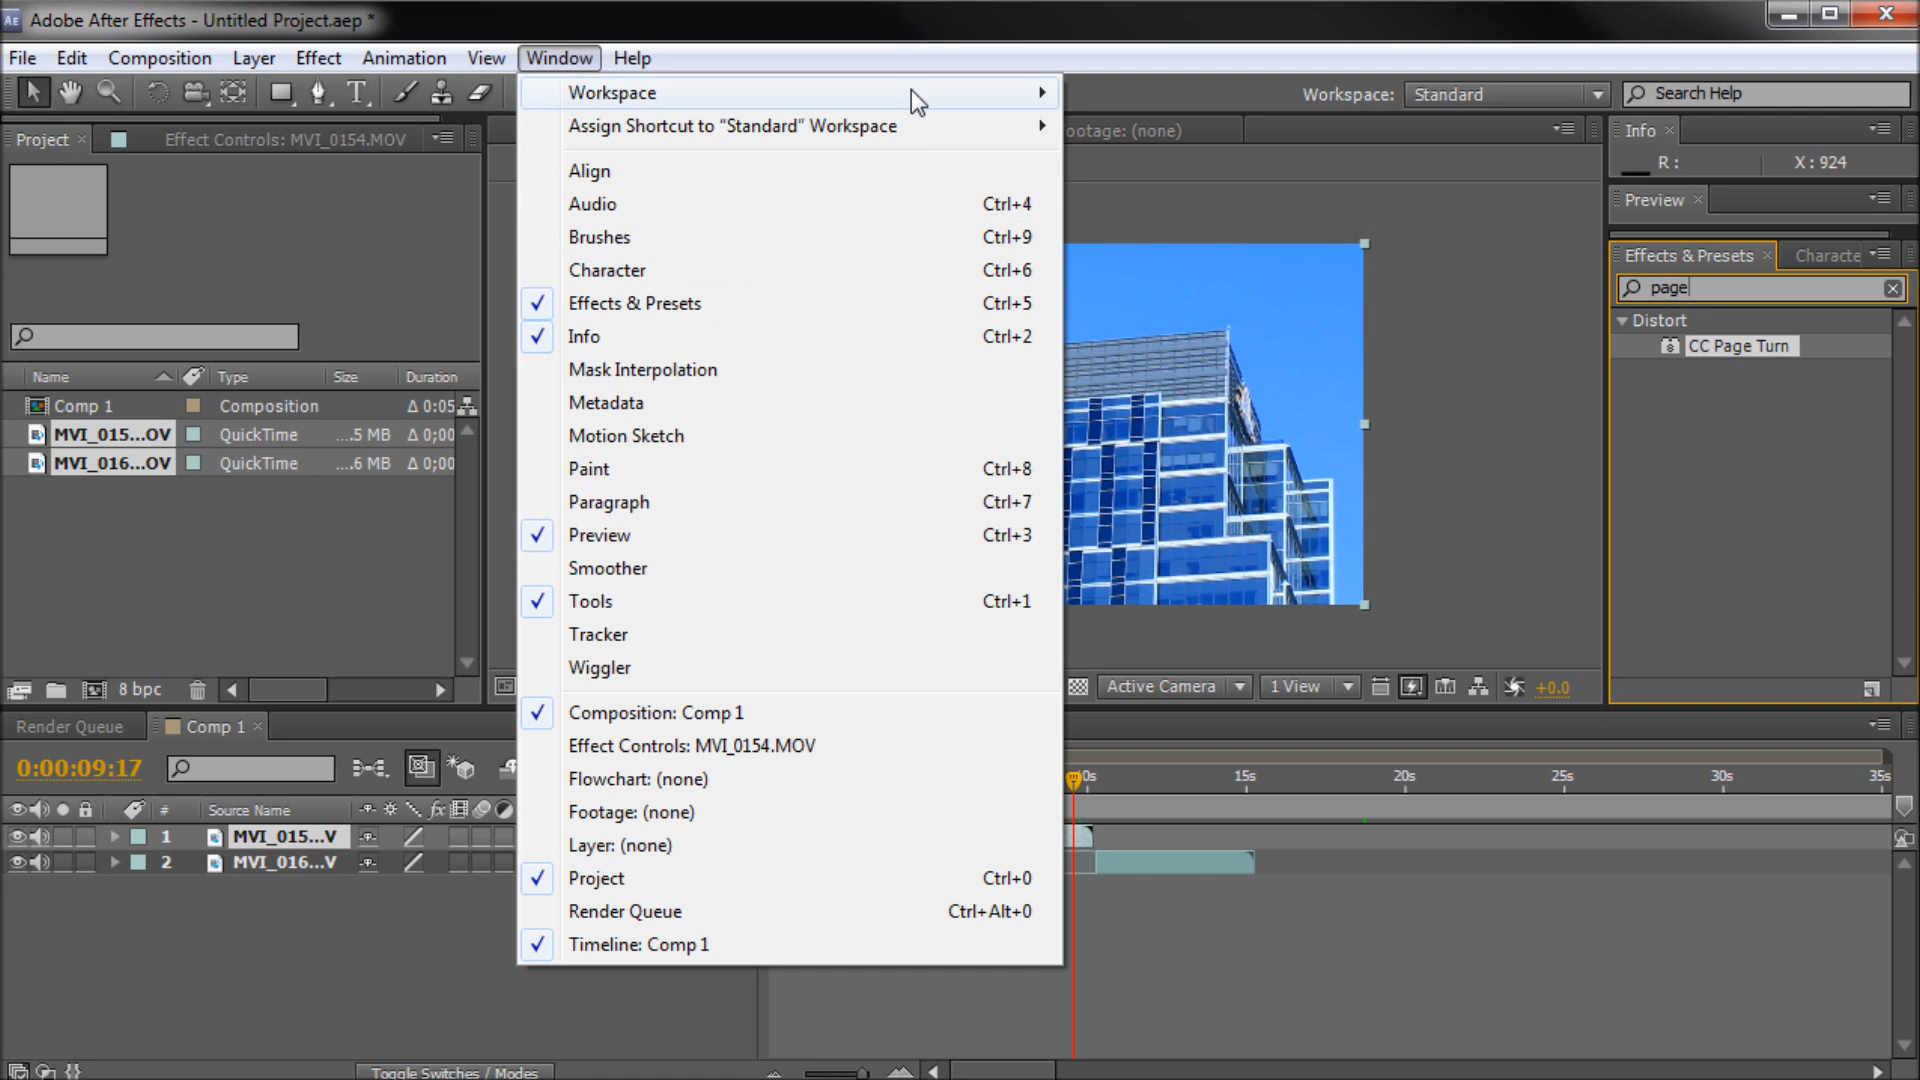 AE Adobe After Effects - Untitled Project.aep *
File Edit Composition Layer Effect Animation View Window Help
Workspace: Standard Search Help
Project × Effect Controls: MVI_0154.MOV
Name Type Size Duration
Comp 1 Composition Δ 0:05
MVI_015...OV QuickTime ....5 MB Δ 0;00
MVI_016...OV QuickTime ....6 MB Δ 0;00
8 bpc
Workspace
Assign Shortcut to “Standard” Workspace
Align
Audio Ctrl+4
Brushes Ctrl+9
Character Ctrl+6
Effects & Presets Ctrl+5
Info Ctrl+2
Mask Interpolation
Metadata
Motion Sketch
Paint Ctrl+8
Paragraph Ctrl+7
Preview Ctrl+3
Smoother
Tools Ctrl+1
Tracker
Wiggler
Composition: Comp 1
Effect Controls: MVI_0154.MOV
Flowchart: (none)
Footage: (none)
Layer: (none)
Project Ctrl+0
Render Queue Ctrl+Alt+0
Timeline: Comp 1
ootage: (none)
Active Camera 1 View +0.0
Info ×
R : X : 924
Preview ×
Effects & Presets × Characte
page
Distort
CC Page Turn
Render Queue Comp 1 ×
0:00:09:17
# Source Name fx
1 MVI_015...V
2 MVI_016...V
0s 15s 20s 25s 30s 35s
Toggle Switches / Modes